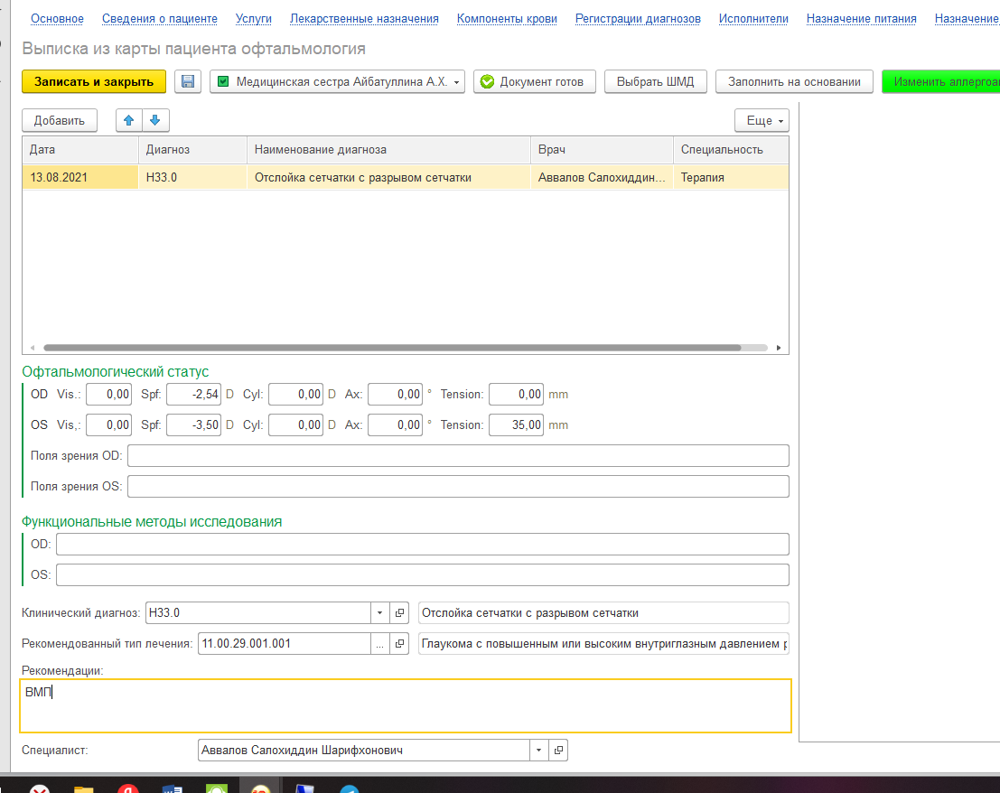 Основное Сведения о пациенте Услуги Лекарственные назначения Компоненты крови Регистрации диагнозов Исполнители Назначение питания Назначение
Выписка из карты пациента офтальмология
Записать и закрыть Медицинская сестра Айбатуллина А.Х. Документ готов Выбрать ШМД Заполнить на основании Изменить аллергоа
Добавить Еще
Дата Диагноз Наименование диагноза Врач Специальность
13.08.2021 H33.0 Отслойка сетчатки с разрывом сетчатки Аввалов Салохиддин... Терапия
Офтальмологический статус
OD Vis.: 0,00 Spf: -2,54 D Cyl: 0,00 D Ax: 0,00 ° Tension: 0,00 mm
OS Vis,: 0,00 Spf: -3,50 D Cyl: 0,00 D Ax: 0,00 ° Tension: 35,00 mm
Поля зрения OD:
Поля зрения OS:
Функциональные методы исследования
OD:
OS:
Клинический диагноз: H33.0 Отслойка сетчатки с разрывом сетчатки
Рекомендованный тип лечения: 11.00.29.001.001 ... Глаукома с повышенным или высоким внутриглазным давлением р
Рекомендации:
ВМП
Специалист: Аввалов Салохиддин Шарифхонович